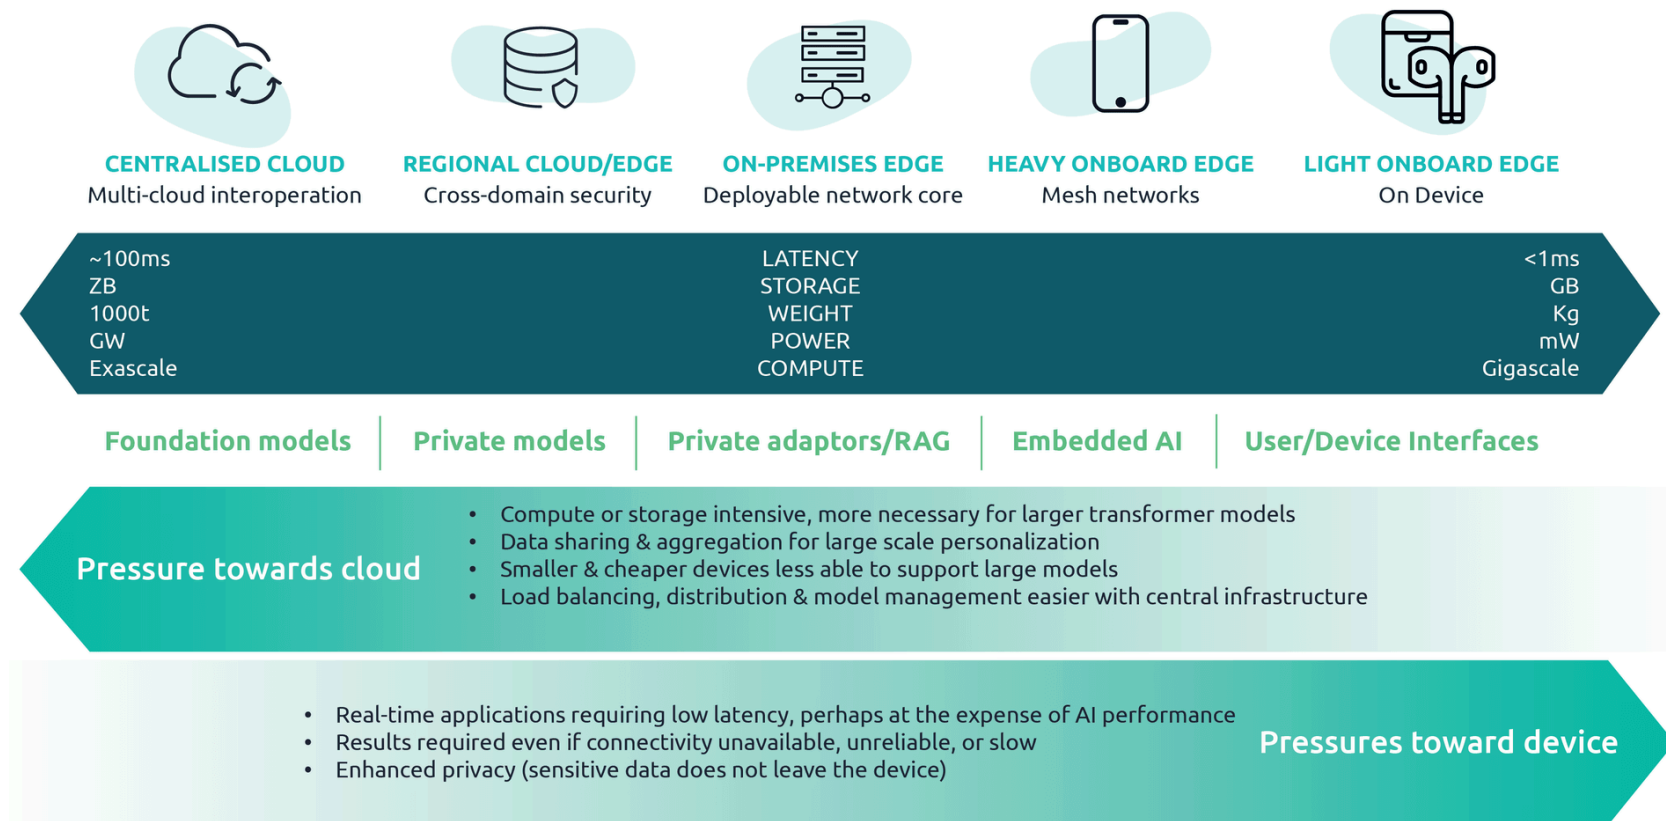 CENTRALISED CLOUD
Multi-cloud interoperation
REGIONAL CLOUD/EDGE
Cross-domain security
ON-PREMISES EDGE
Deployable network core
HEAVY ONBOARD EDGE
Mesh networks
LIGHT ONBOARD EDGE
On Device
~100ms LATENCY <1ms
ZB STORAGE GB
1000t WEIGHT Kg
GW POWER mW
Exascale COMPUTE Gigascale
Foundation models
Private models
Private adaptors/RAG
Embedded AI
User/Device Interfaces
Pressure towards cloud
• Compute or storage intensive, more necessary for larger transformer models
• Data sharing & aggregation for large scale personalization
• Smaller & cheaper devices less able to support large models
• Load balancing, distribution & model management easier with central infrastructure
• Real-time applications requiring low latency, perhaps at the expense of AI performance
• Results required even if connectivity unavailable, unreliable, or slow
• Enhanced privacy (sensitive data does not leave the device)
Pressures toward device